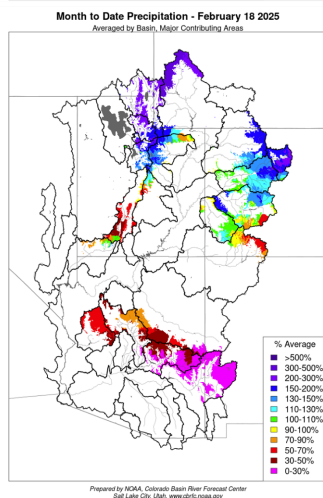 Month to Date Precipitation - February 18 2025
Averaged by Basin, Major Contributing Areas
% Average
>500%
300-500%
200-300%
150-200%
130-150%
110-130%
100-110%
90-100%
70-90%
50-70%
30-50%
0-30%
Prepared by NOAA, Colorado Basin River Forecast Center
Salt Lake City, Utah, www.cbrfc.noaa.gov